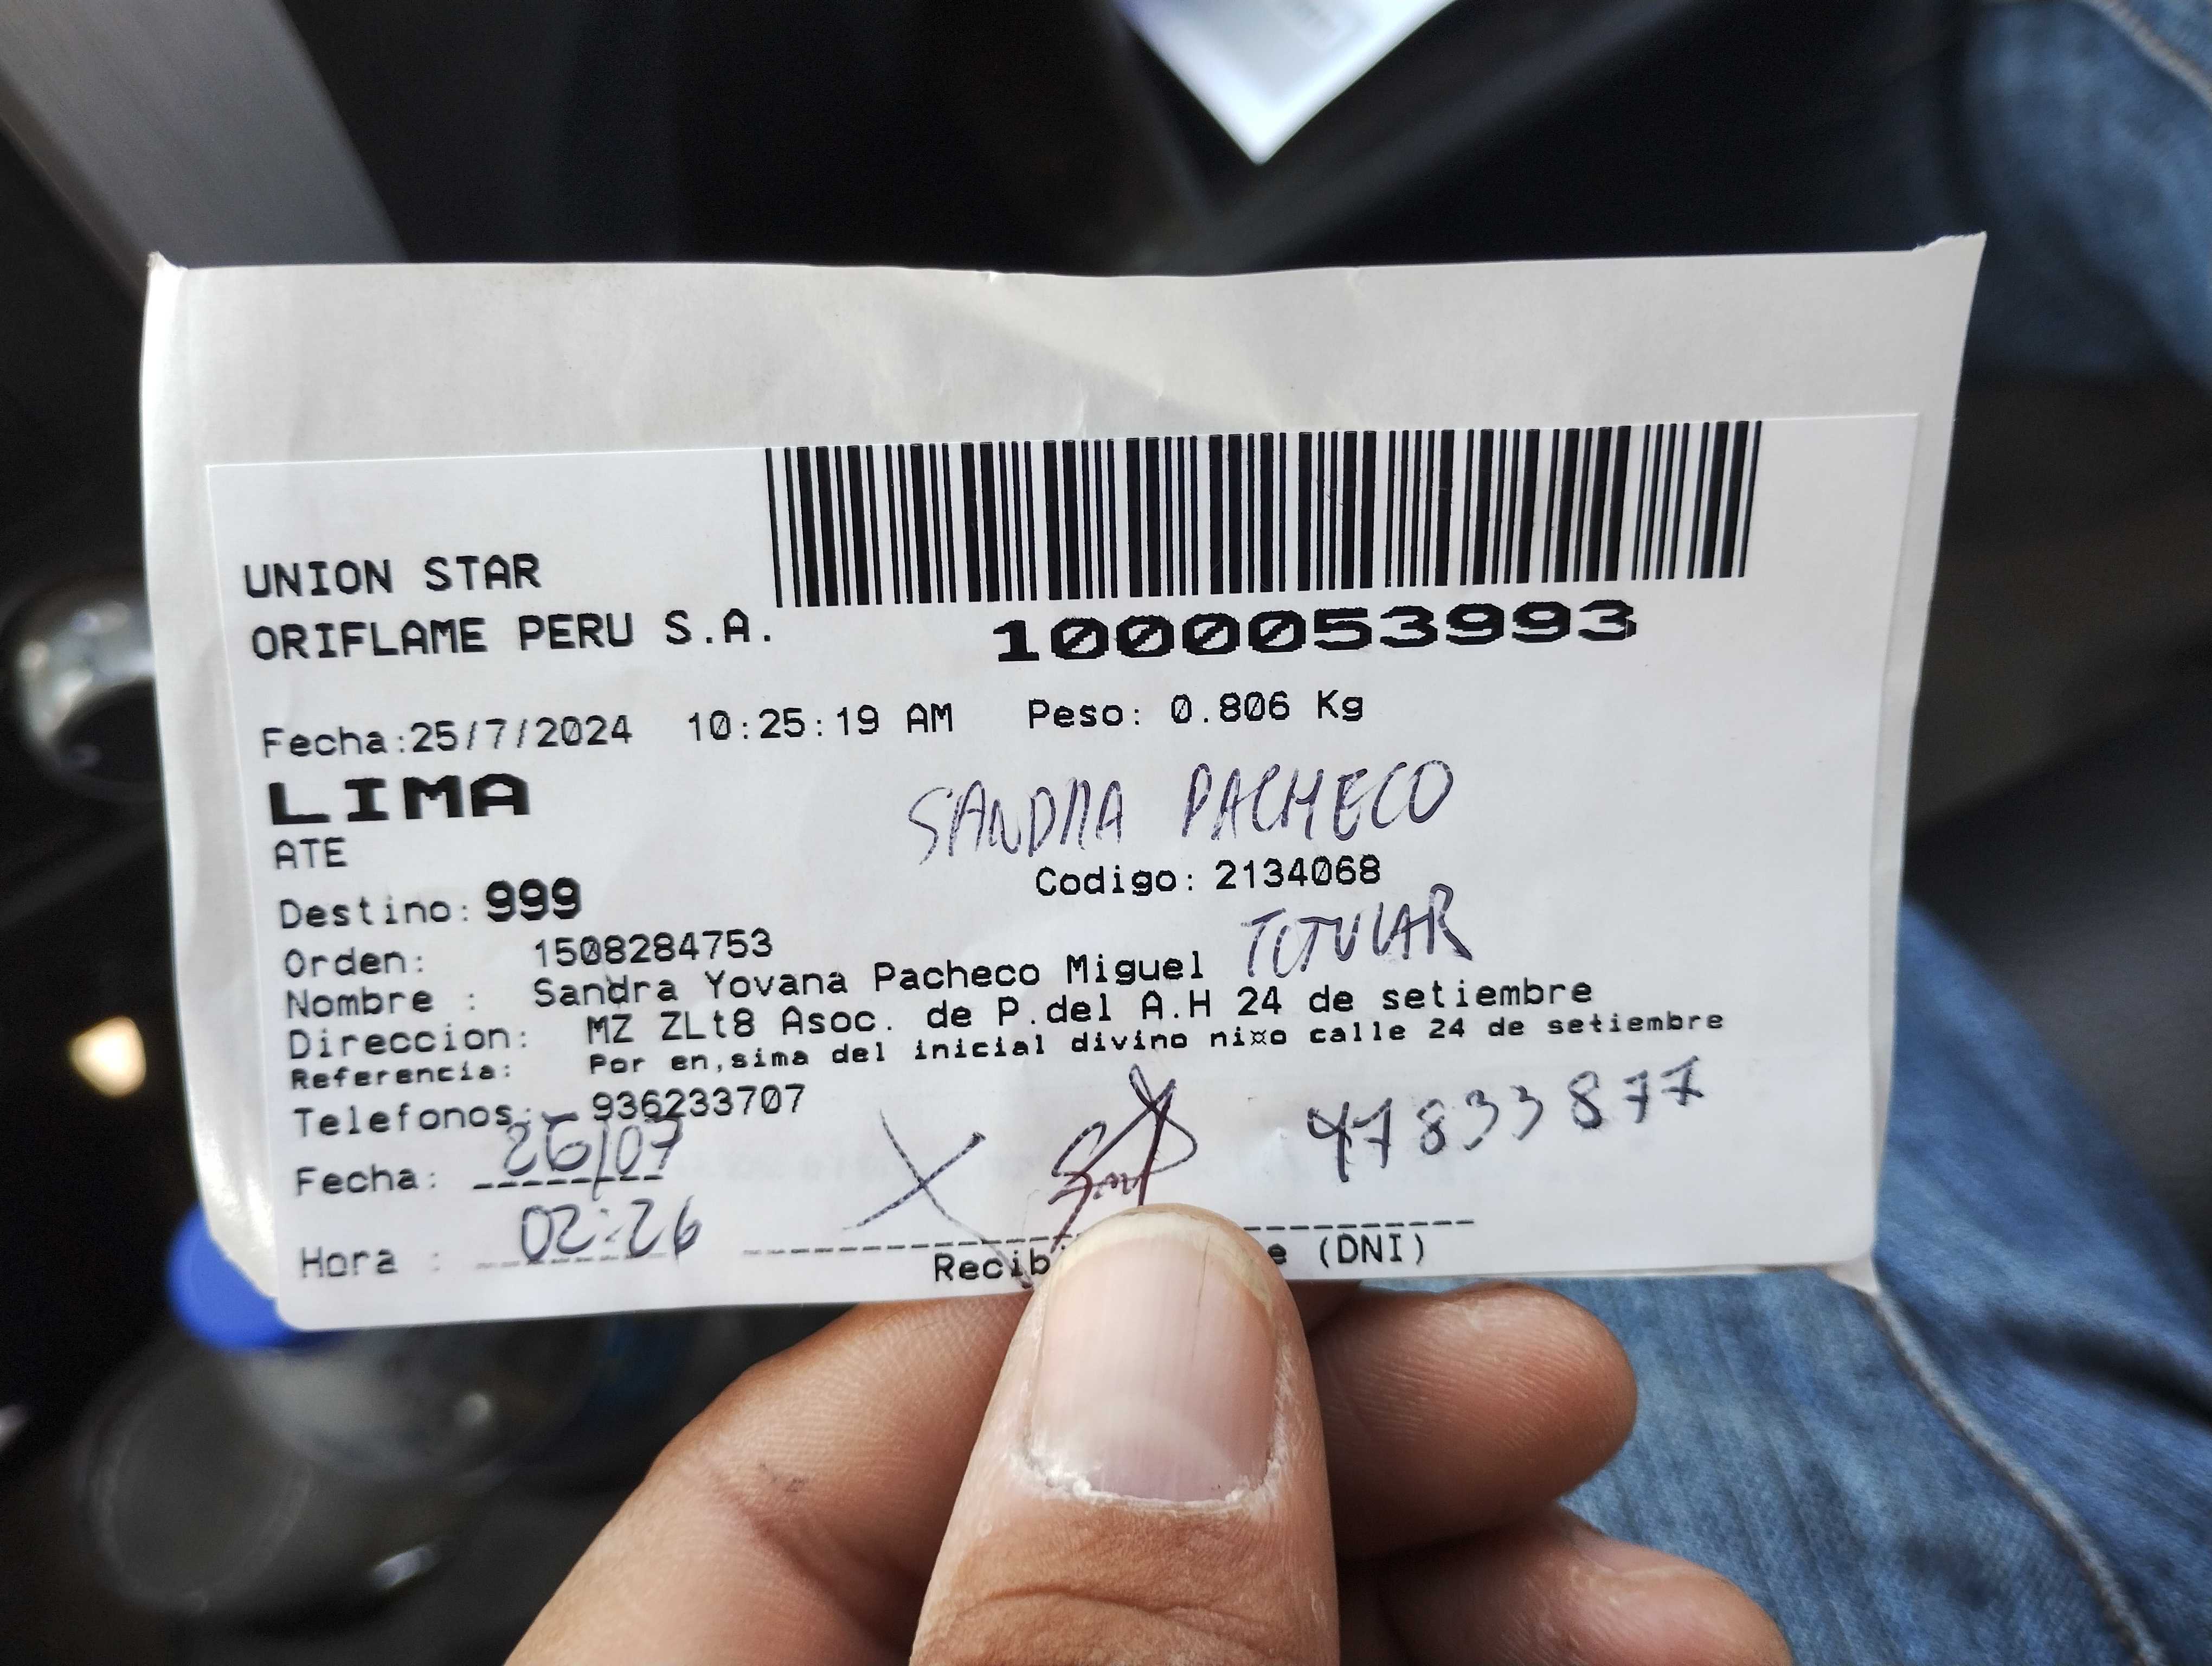 UNION STAR
ORIFLAME PERU S.A.
1000053993
Fecha:25/7/2024 10:25:19 AM Peso: 0.806 Kg
LIMA
SANDRA PACHECO
ATE
Codigo: 2134068
Destino: 999
TITULAR
Orden: 1508284753
Nombre : Sandra Yovana Pacheco Miguel
Direccion: MZ ZLt8 Asoc. de P.del A.H 24 de setiembre
Referencia: Por en,sima del inicial divino ni¤o calle 24 de setiembre
Telefonos: 936233707
47833877
Fecha: 26/07
Hora : 02:26
(DNI)